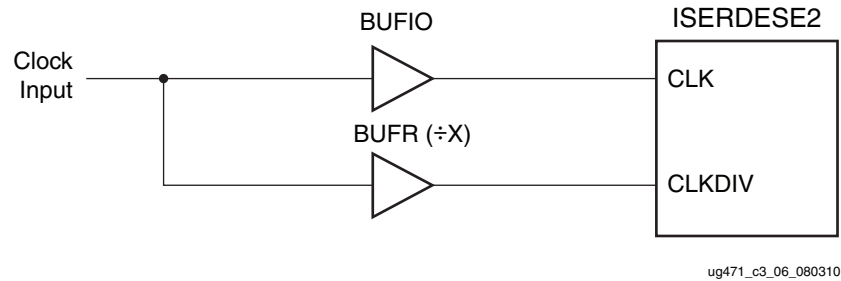 BUFIO
ISERDESE2
Clock
Input
CLK
BUFR (÷X)
CLKDIV
ug471_c3_06_080310